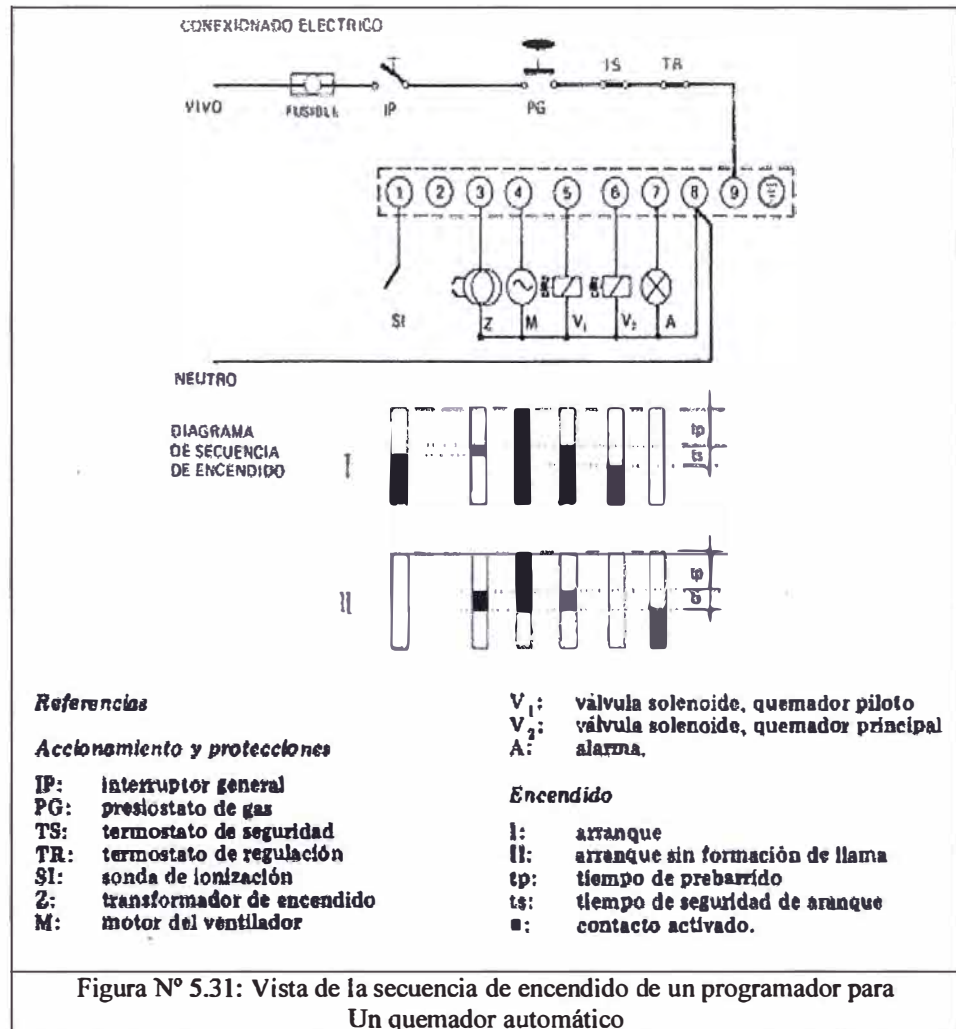 CONEXIONADO ELECTRICO
IS TR
VIVO FUSIBLE IP PG
1 2 3 4 5 6 7 8 9
SI Z M V₁ V₂ A
NEUTRO
DIAGRAMA
DE SECUENCIA
DE ENCENDIDO
I
tp
ts
II
tp
Referencias
Accionamiento y protecciones
IP: interruptor general
PG: presiostato de gas
TS: termostato de seguridad
TR: termostato de regulación
SI: sonda de ionización
Z: transformador de encendido
M: motor del ventilador
V₁: válvula solenoide, quemador piloto
V₂: válvula solenoide, quemador principal
A: alarma.
Encendido
I: arranque
II: arranque sin formación de llama
tp: tiempo de prebarrido
ts: tiempo de seguridad de aranque
■: contacto activado.
Figura Nº 5.31: Vista de la secuencia de encendido de un programador para
Un quemador automático